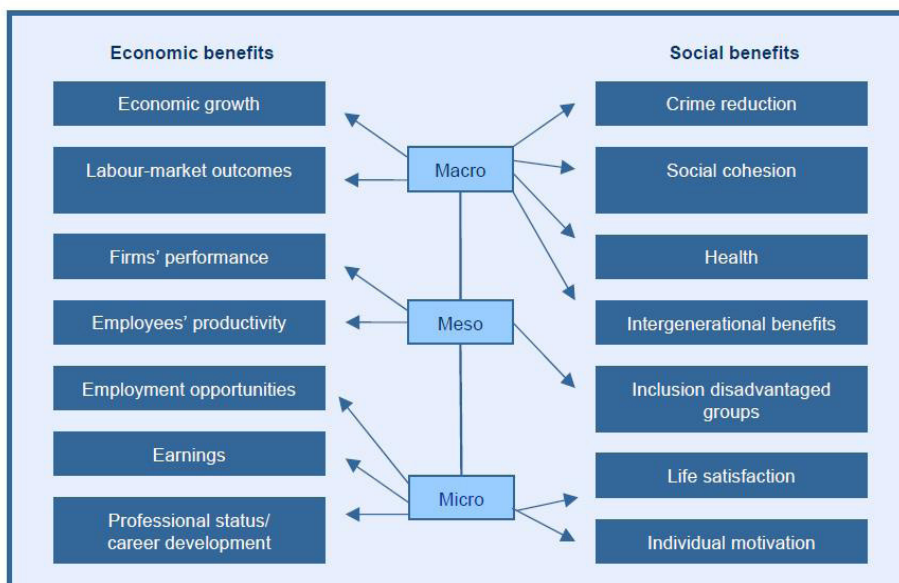 Economic benefits
Economic growth
Labour-market outcomes
Firms' performance
Employees' productivity
Employment opportunities
Earnings
Professional status/
career development
Macro
Meso
Micro
Social benefits
Crime reduction
Social cohesion
Health
Intergenerational benefits
Inclusion disadvantaged
groups
Life satisfaction
Individual motivation